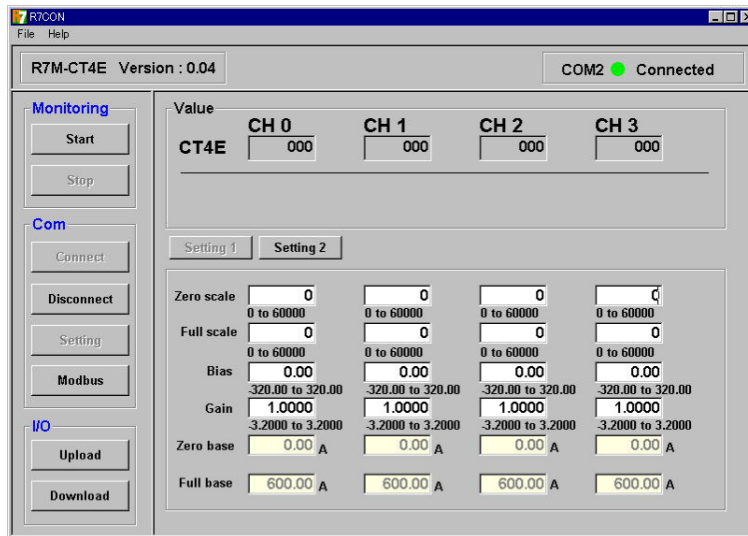 R7CON
File Help
R7M-CT4E Version : 0.04
COM2 Connected
Monitoring
Start
Stop
Com
Connect
Disconnect
Setting
Modbus
I/O
Upload
Download
Value
CH 0 CH 1 CH 2 CH 3
CT4E 000 000 000 000
Setting 1 Setting 2
Zero scale 0 0 0 0
0 to 60000 0 to 60000 0 to 60000 0 to 60000
Full scale 0 0 0 0
0 to 60000 0 to 60000 0 to 60000 0 to 60000
Bias 0.00 0.00 0.00 0.00
-320.00 to 320.00 -320.00 to 320.00 -320.00 to 320.00 -320.00 to 320.00
Gain 1.0000 1.0000 1.0000 1.0000
-3.2000 to 3.2000 -3.2000 to 3.2000 -3.2000 to 3.2000 -3.2000 to 3.2000
Zero base 0.00 A 0.00 A 0.00 A 0.00 A
Full base 600.00 A 600.00 A 600.00 A 600.00 A